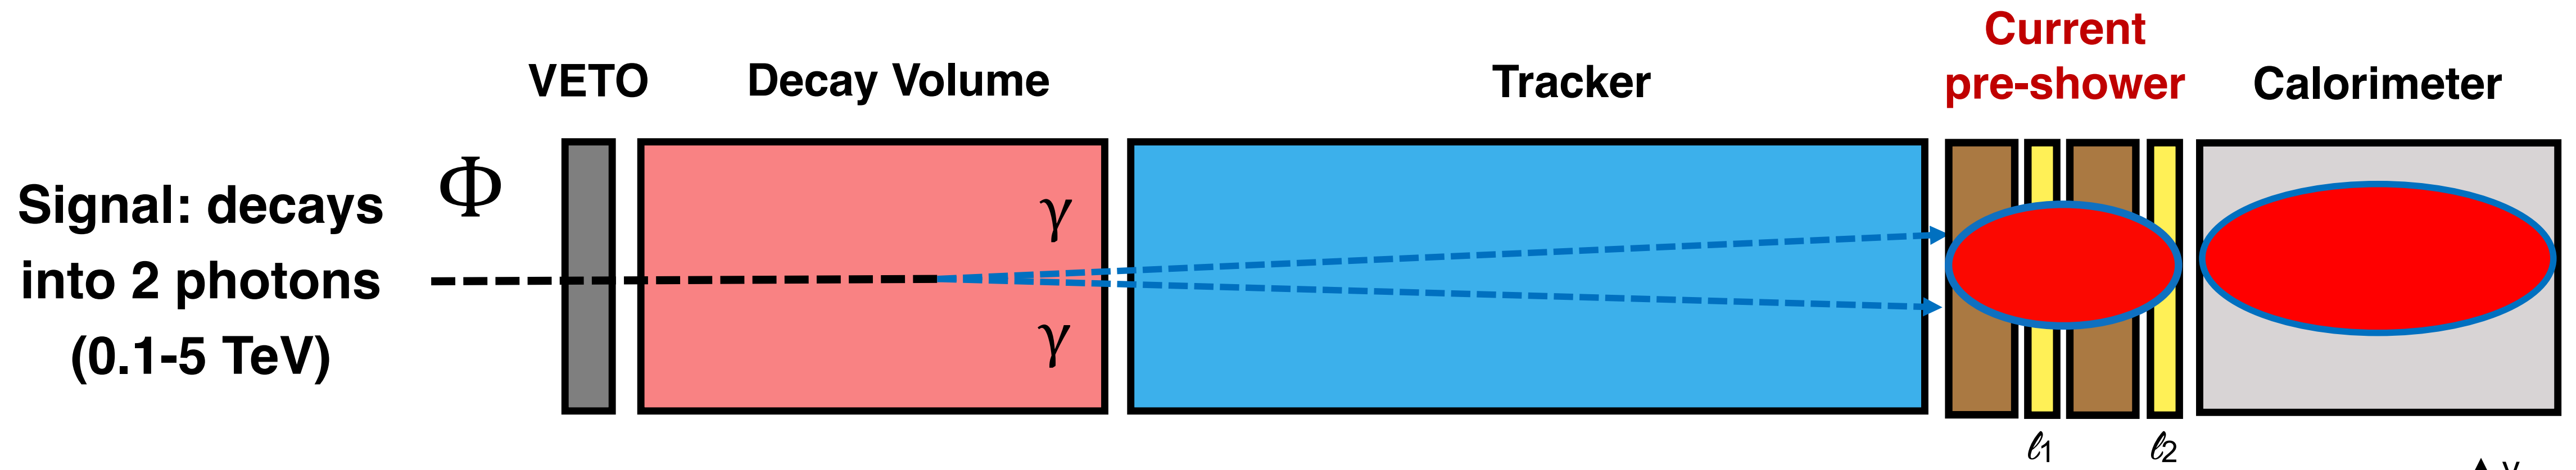 Current
VETO Decay Volume Tracker pre-shower Calorimeter
Φ
Signal: decays
into 2 photons
(0.1-5 TeV)
γ
γ
ℓ1 ℓ2
y